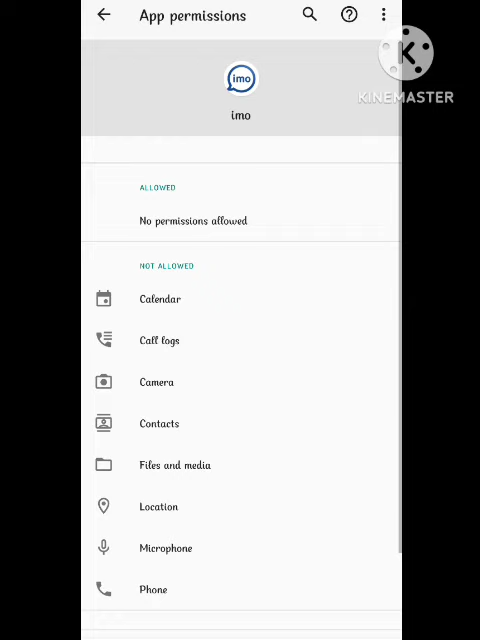 App permissions
K
KINEMASTER
imo
imo
ALLOWED
No permissions allowed
NOT ALLOWED
Calendar
Call logs
Camera
Contacts
Files and media
Location
Microphone
Phone